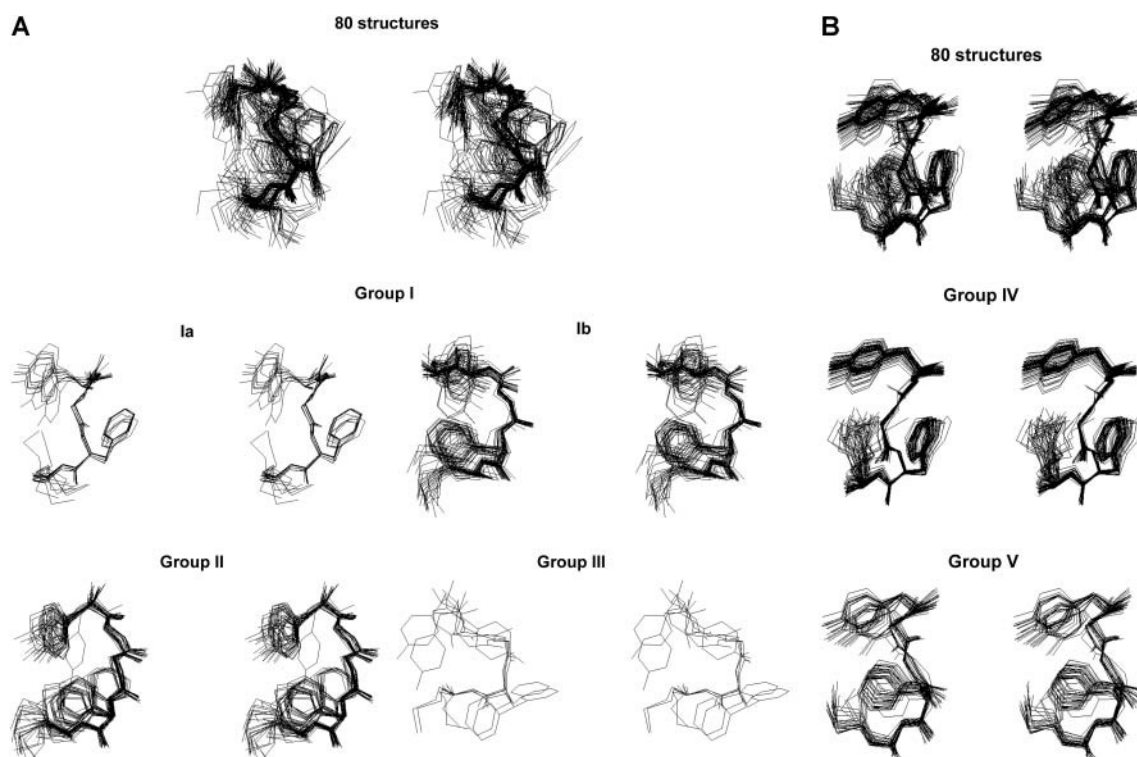 A
80 structures
B
80 structures
Group I
Ia
Ib
Group IV
Group II
Group III
Group V